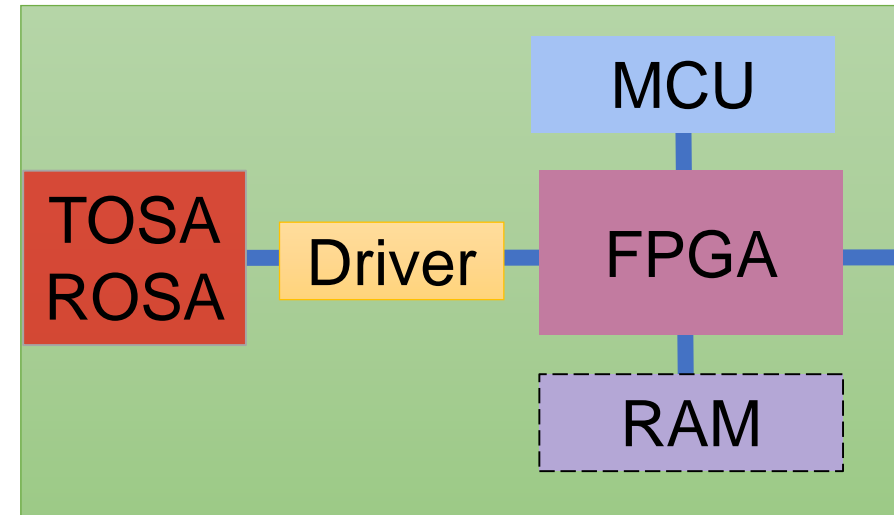 MCU
TOSA
ROSA
Driver
FPGA
RAM